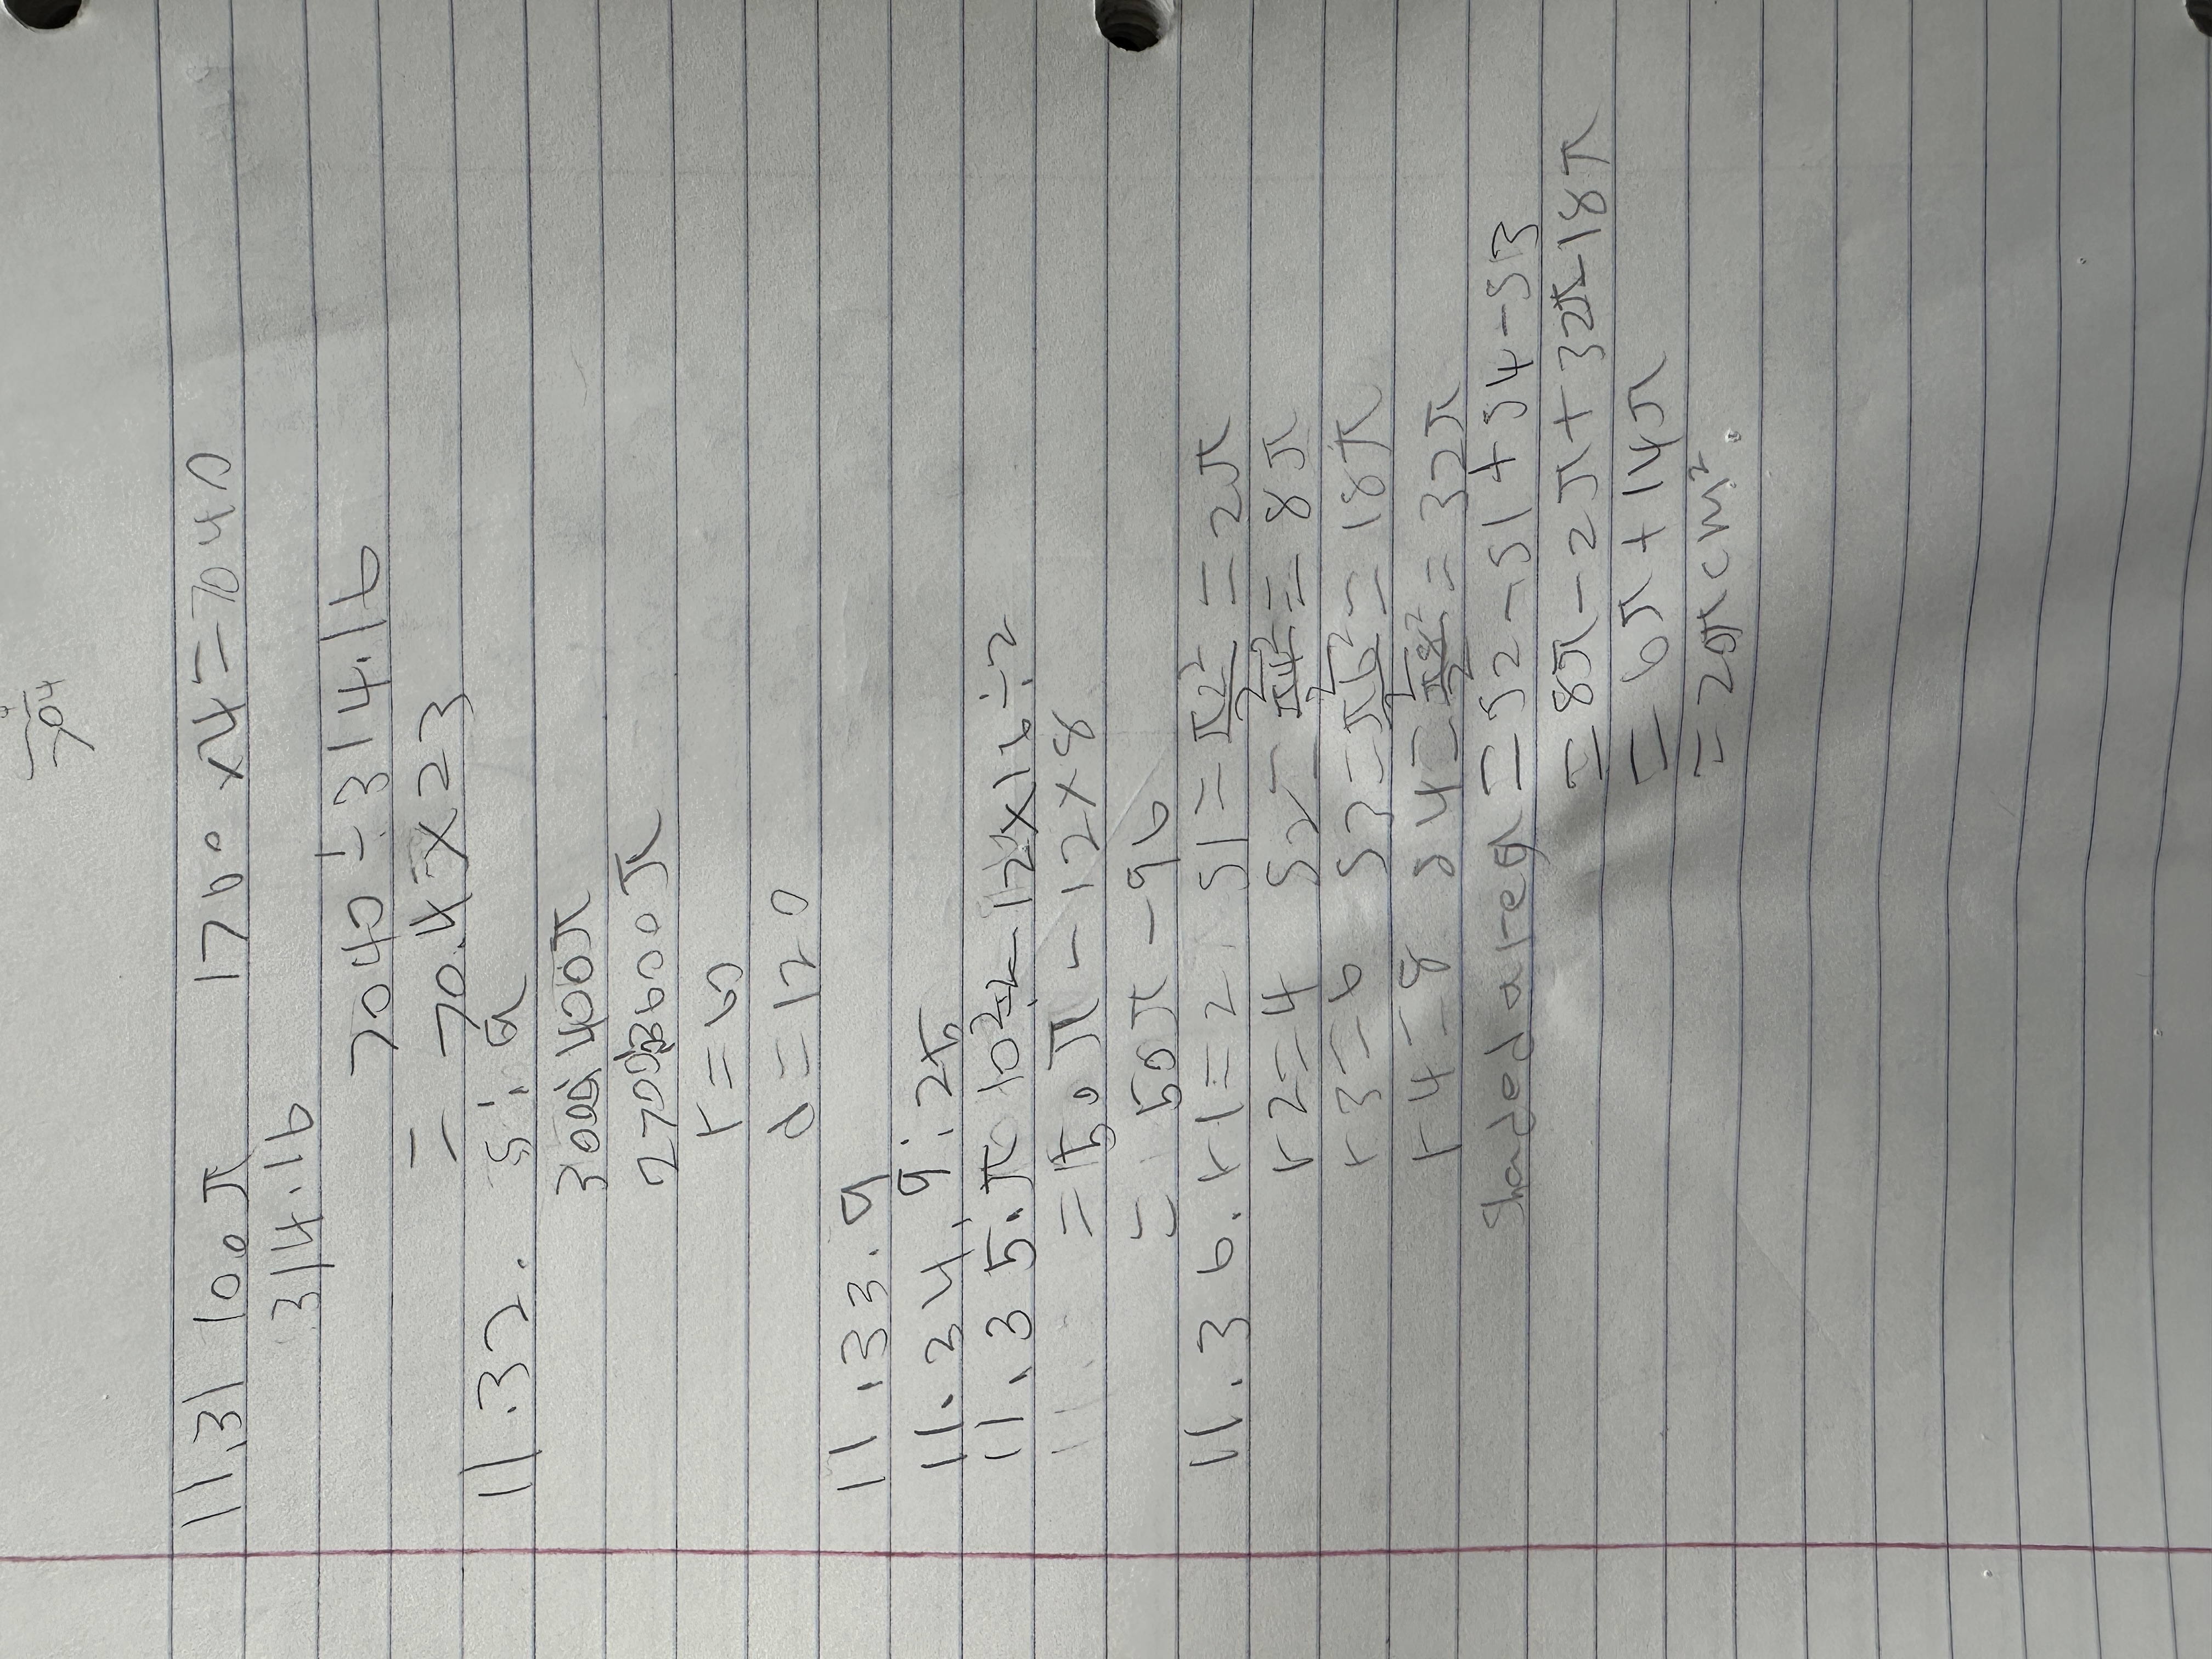 704
11.31 100π 1760 ×4=7040
314.16
7040÷314.16
= 70.4 × 23
11.32. s:a
3000:400π
27000:3600π
r=60
d=120
11.33. 9
11.34. 9:25
11.35. π 10²÷2-12×16÷2
=50π-12×8
= 50π-96
11.36. r1=2 S1=π2²/2=2π
r2=4 S2=π4²/2=8π
r3=6 S3=π6²/2=18π
r4=8 S4=π8²/2=32π
Shaded area =S2-S1+S4-S3
=8π-2π+32π-18π
=6π+14π
=20πcm².